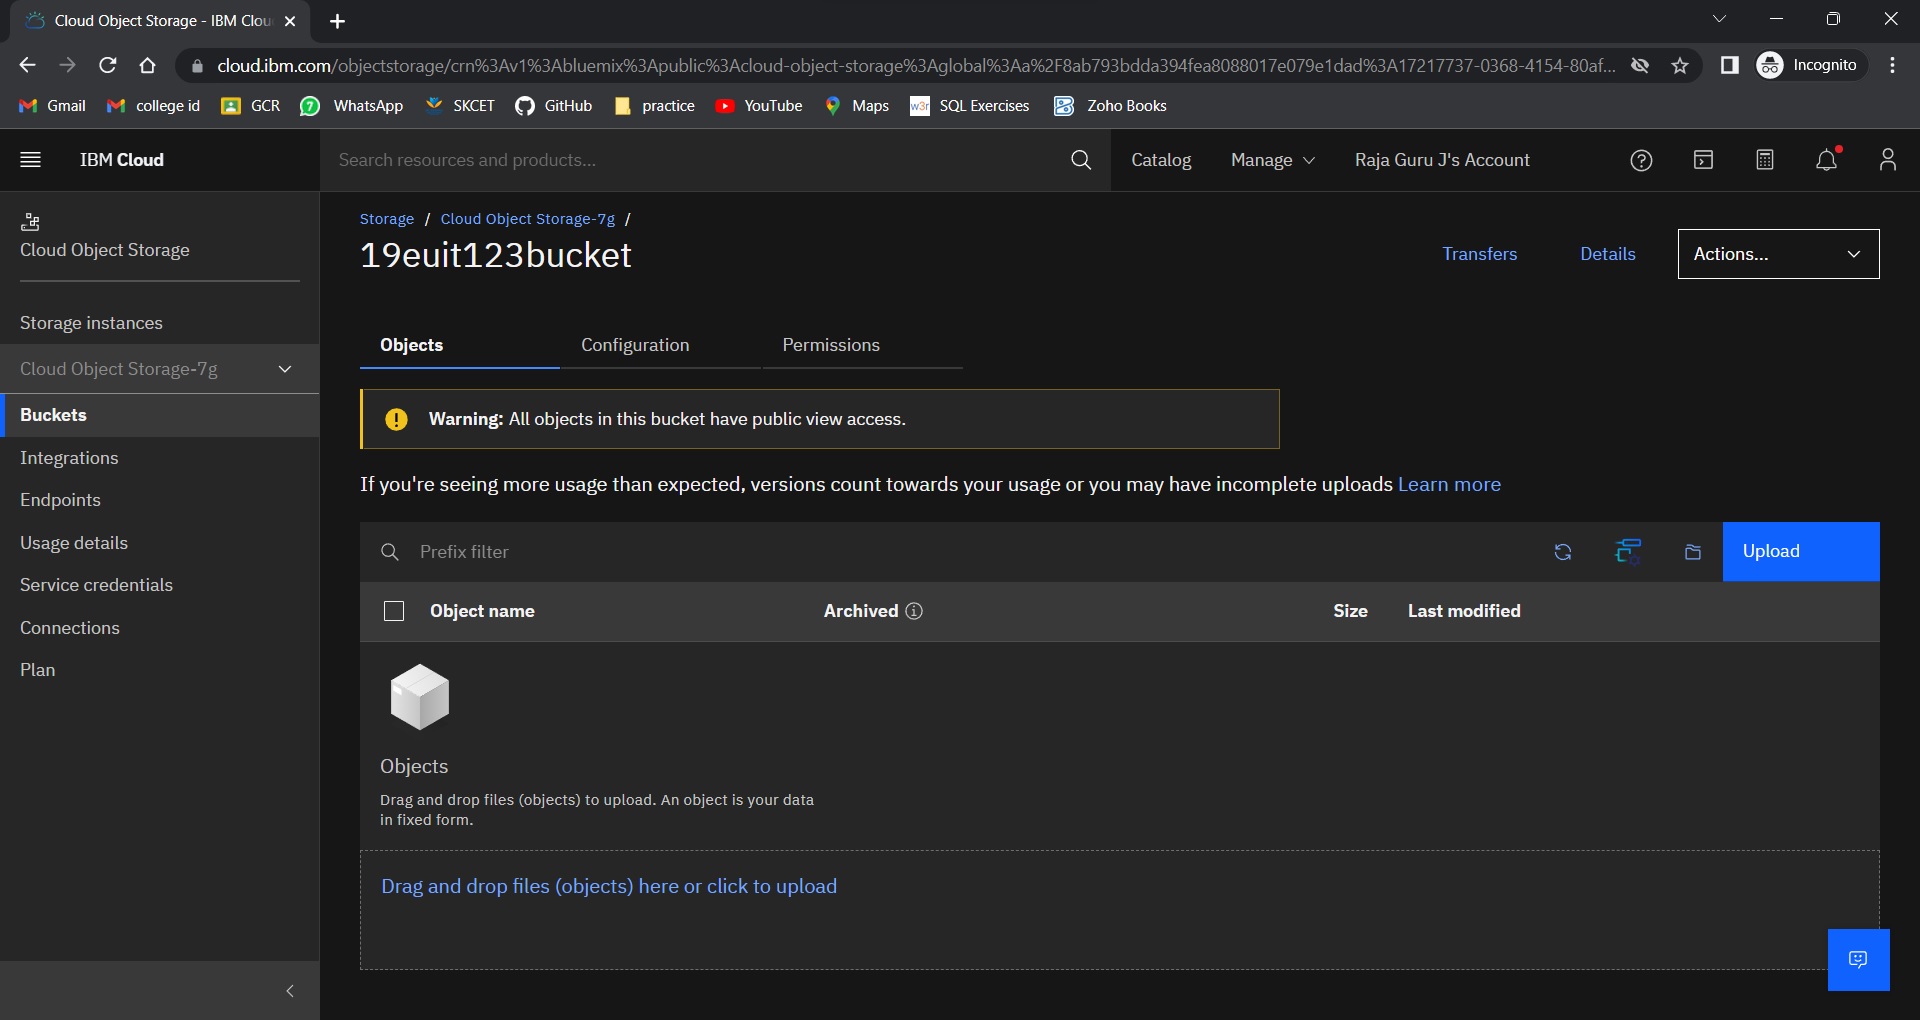 Cloud Object Storage - IBM Clou
cloud.ibm.com/objectstorage/crn%3Av1%3Abluemix%3Apublic%3Acloud-object-storage%3Aglobal%3Aa%2F8ab793bdda394fea8088017e079e1dad%3A17217737-0368-4154-80af...
Incognito
Gmail
college id
GCR
7
WhatsApp
SKCET
GitHub
practice
YouTube
Maps
w3r
SQL Exercises
Zoho Books
IBM Cloud
Search resources and products...
Catalog
Manage
Raja Guru J's Account
Cloud Object Storage
Storage instances
Cloud Object Storage-7g
Buckets
Integrations
Endpoints
Usage details
Service credentials
Connections
Plan
Storage / Cloud Object Storage-7g /
19euit123bucket
Transfers
Details
Actions...
Objects
Configuration
Permissions
Warning: All objects in this bucket have public view access.
If you're seeing more usage than expected, versions count towards your usage or you may have incomplete uploads Learn more
Prefix filter
Upload
Object name
Archived
Size
Last modified
Objects
Drag and drop files (objects) to upload. An object is your data
in fixed form.
Drag and drop files (objects) here or click to upload